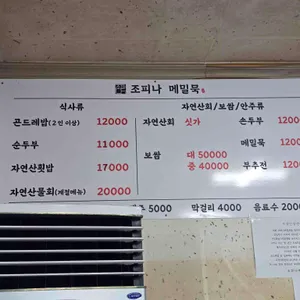 조피나 메밀묵
식사류
곤드레밥(2인 이상) 12000
순두부 11000
자연산횟밥 17000
자연산물회(계절메뉴) 20000
자연산회/보쌈/안주류
자연산회 싯가
보쌈 대 50000
중 40000
손두부
메밀묵
부추전
5000 막걸리 4000 음료수 2000